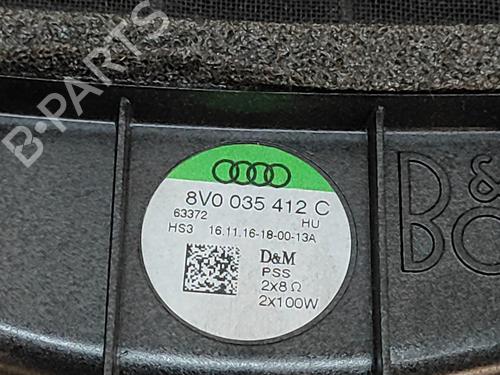 B-PARTS
8V0 035 412 C
63372 HU
HS3 16.11.16-18-00-13A
D&M
PSS
2x8 Ω
2x100W
B&